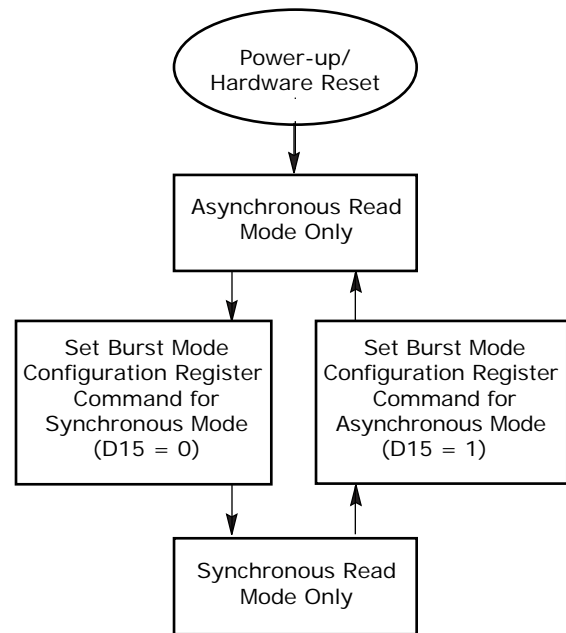 Power-up/
Hardware Reset
Asynchronous Read
Mode Only
Set Burst Mode
Configuration Register
Command for
Synchronous Mode
(D15 = 0)
Set Burst Mode
Configuration Register
Command for
Asynchronous Mode
(D15 = 1)
Synchronous Read
Mode Only